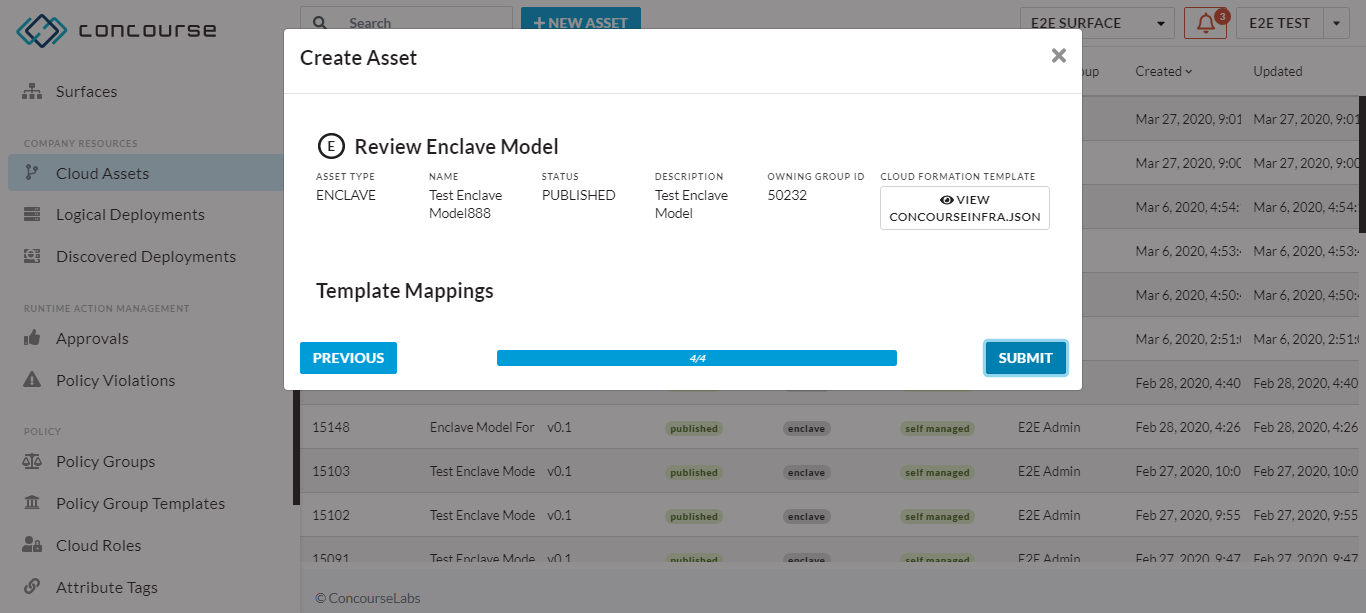 concourse
Search
+ NEW ASSET
E2E SURFACE
3
E2E TEST
Create Asset
Created
Updated
Surfaces
COMPANY RESOURCES
Cloud Assets
Logical Deployments
Discovered Deployments
RUNTIME ACTION MANAGEMENT
Approvals
Policy Violations
POLICY
Policy Groups
Policy Group Templates
Cloud Roles
Attribute Tags
E Review Enclave Model
ASSET TYPE NAME STATUS DESCRIPTION OWNING GROUP ID CLOUD FORMATION TEMPLATE
ENCLAVE Test Enclave PUBLISHED Test Enclave 50232 VIEW
Model888 Model CONCOURSEINFRA.JSON
Template Mappings
PREVIOUS 4/4 SUBMIT
Mar 27, 2020, 9:01 Mar 27, 2020, 9:01
Mar 27, 2020, 9:00 Mar 27, 2020, 9:00
Mar 6, 2020, 4:54: Mar 6, 2020, 4:54:
Mar 6, 2020, 4:53: Mar 6, 2020, 4:53:
Mar 6, 2020, 4:50: Mar 6, 2020, 4:50:
Mar 6, 2020, 2:51: Mar 6, 2020, 2:51:
Feb 28, 2020, 4:40 Feb 28, 2020, 4:40
15148 Enclave Model For v0.1 published enclave self managed E2E Admin Feb 28, 2020, 4:26 Feb 28, 2020, 4:26
15103 Test Enclave Mode v0.1 published enclave self managed E2E Admin Feb 27, 2020, 10:0 Feb 27, 2020, 10:0
15102 Test Enclave Mode v0.1 published enclave self managed E2E Admin Feb 27, 2020, 9:55 Feb 27, 2020, 9:55
15091 Test Enclave Mode v0.1 published enclave self managed E2E Admin Feb 27, 2020, 9:47 Feb 27, 2020, 9:47
© ConcourseLabs